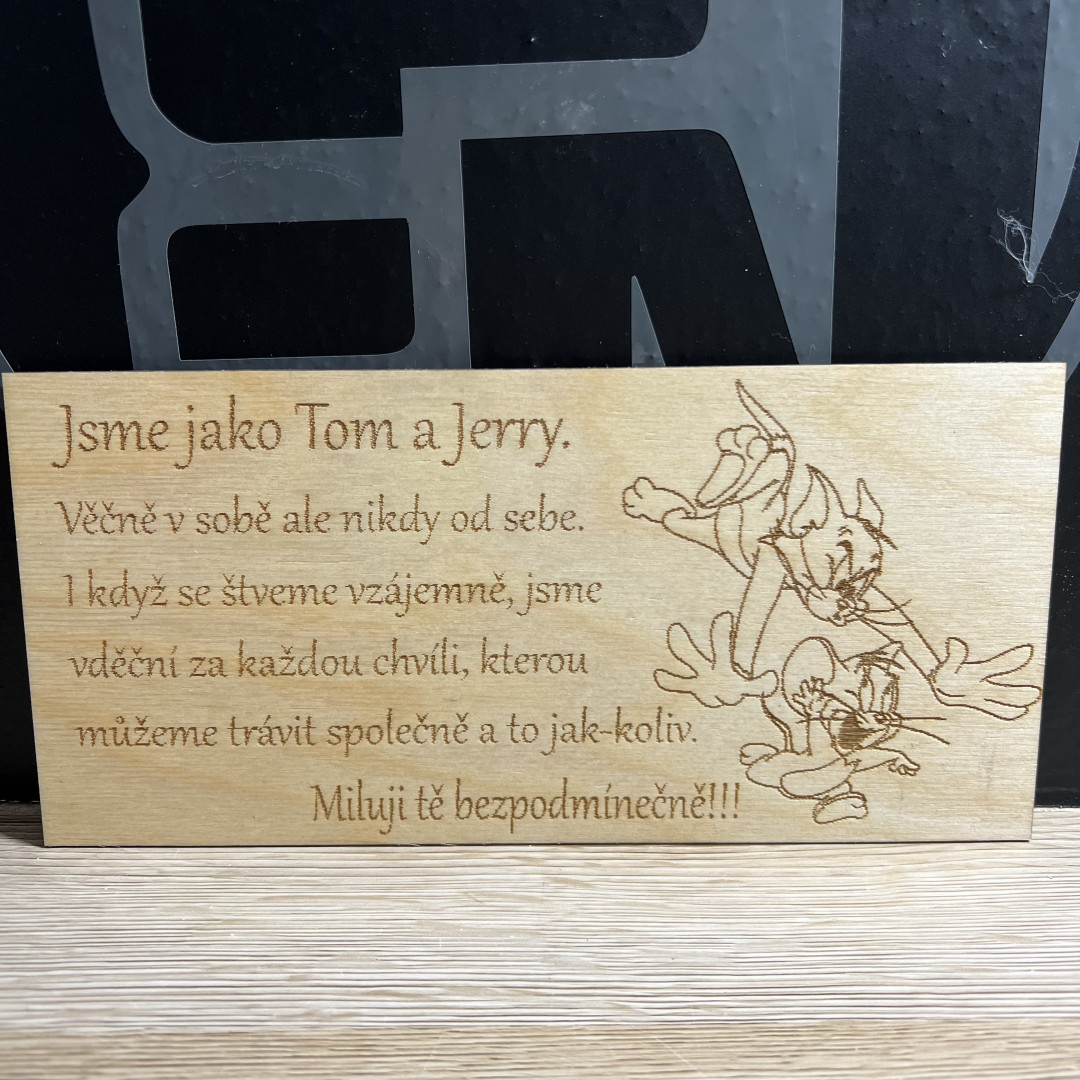 Jsme jako Tom a Jerry.
Věčně v sobě ale nikdy od sebe.
I když se štveme vzájemně, jsme
vděční za každou chvíli, kterou
můžeme trávit společně a to jak-koliv.
Miluji tě bezpodmínečně!!!